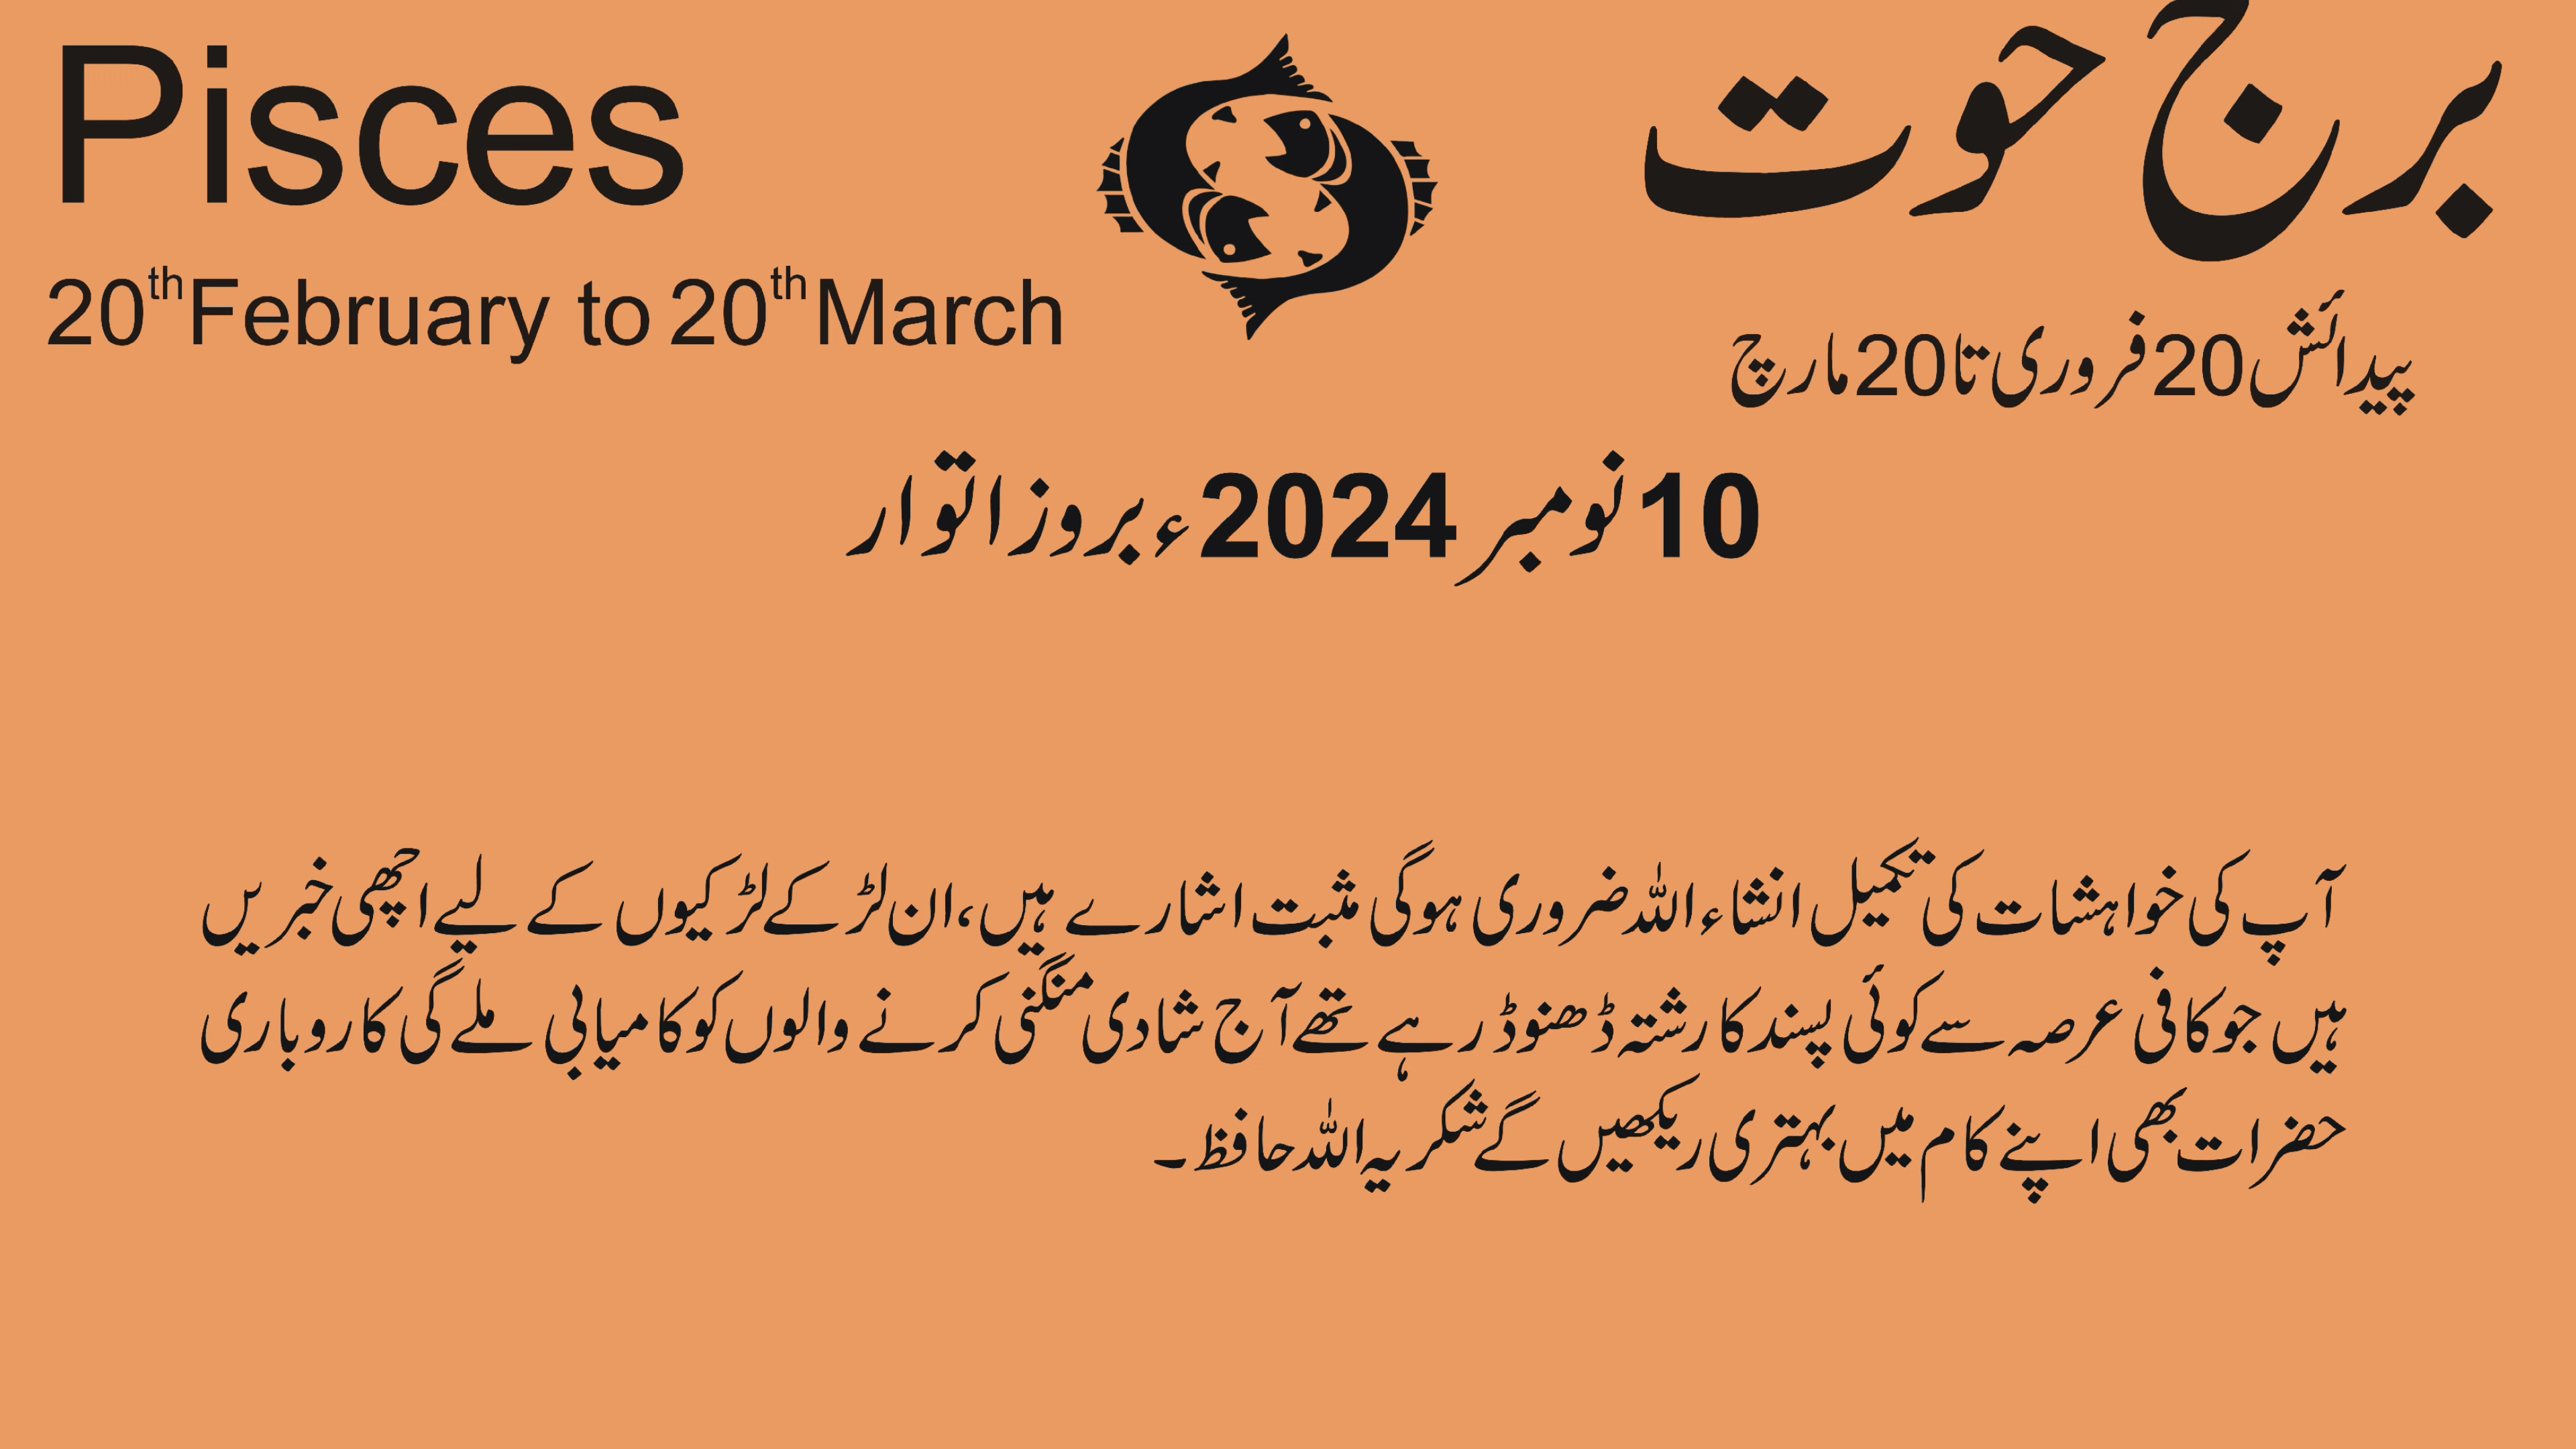 Pisces
برج حوت
20th February to 20th March
پیدائش 20 فروری تا 20 مارچ
10 نومبر 2024ء بروز اتوار
آپ کی خواہشات کی تکمیل انشاء اللہ ضروری ہوگی مثبت اشارے ہیں، ان لڑکے لڑکیوں کے لیے اچھی خبریں
ہیں جو کافی عرصہ سے کوئی پسند کا رشتہ ڈھنوڈ رہے تھے آج شادی منگنی کرنے والوں کو کامیابی ملے گی کاروباری
حضرات بھی اپنے کام میں بہتری ریکھیں گے شکریہ اللہ حافظ۔